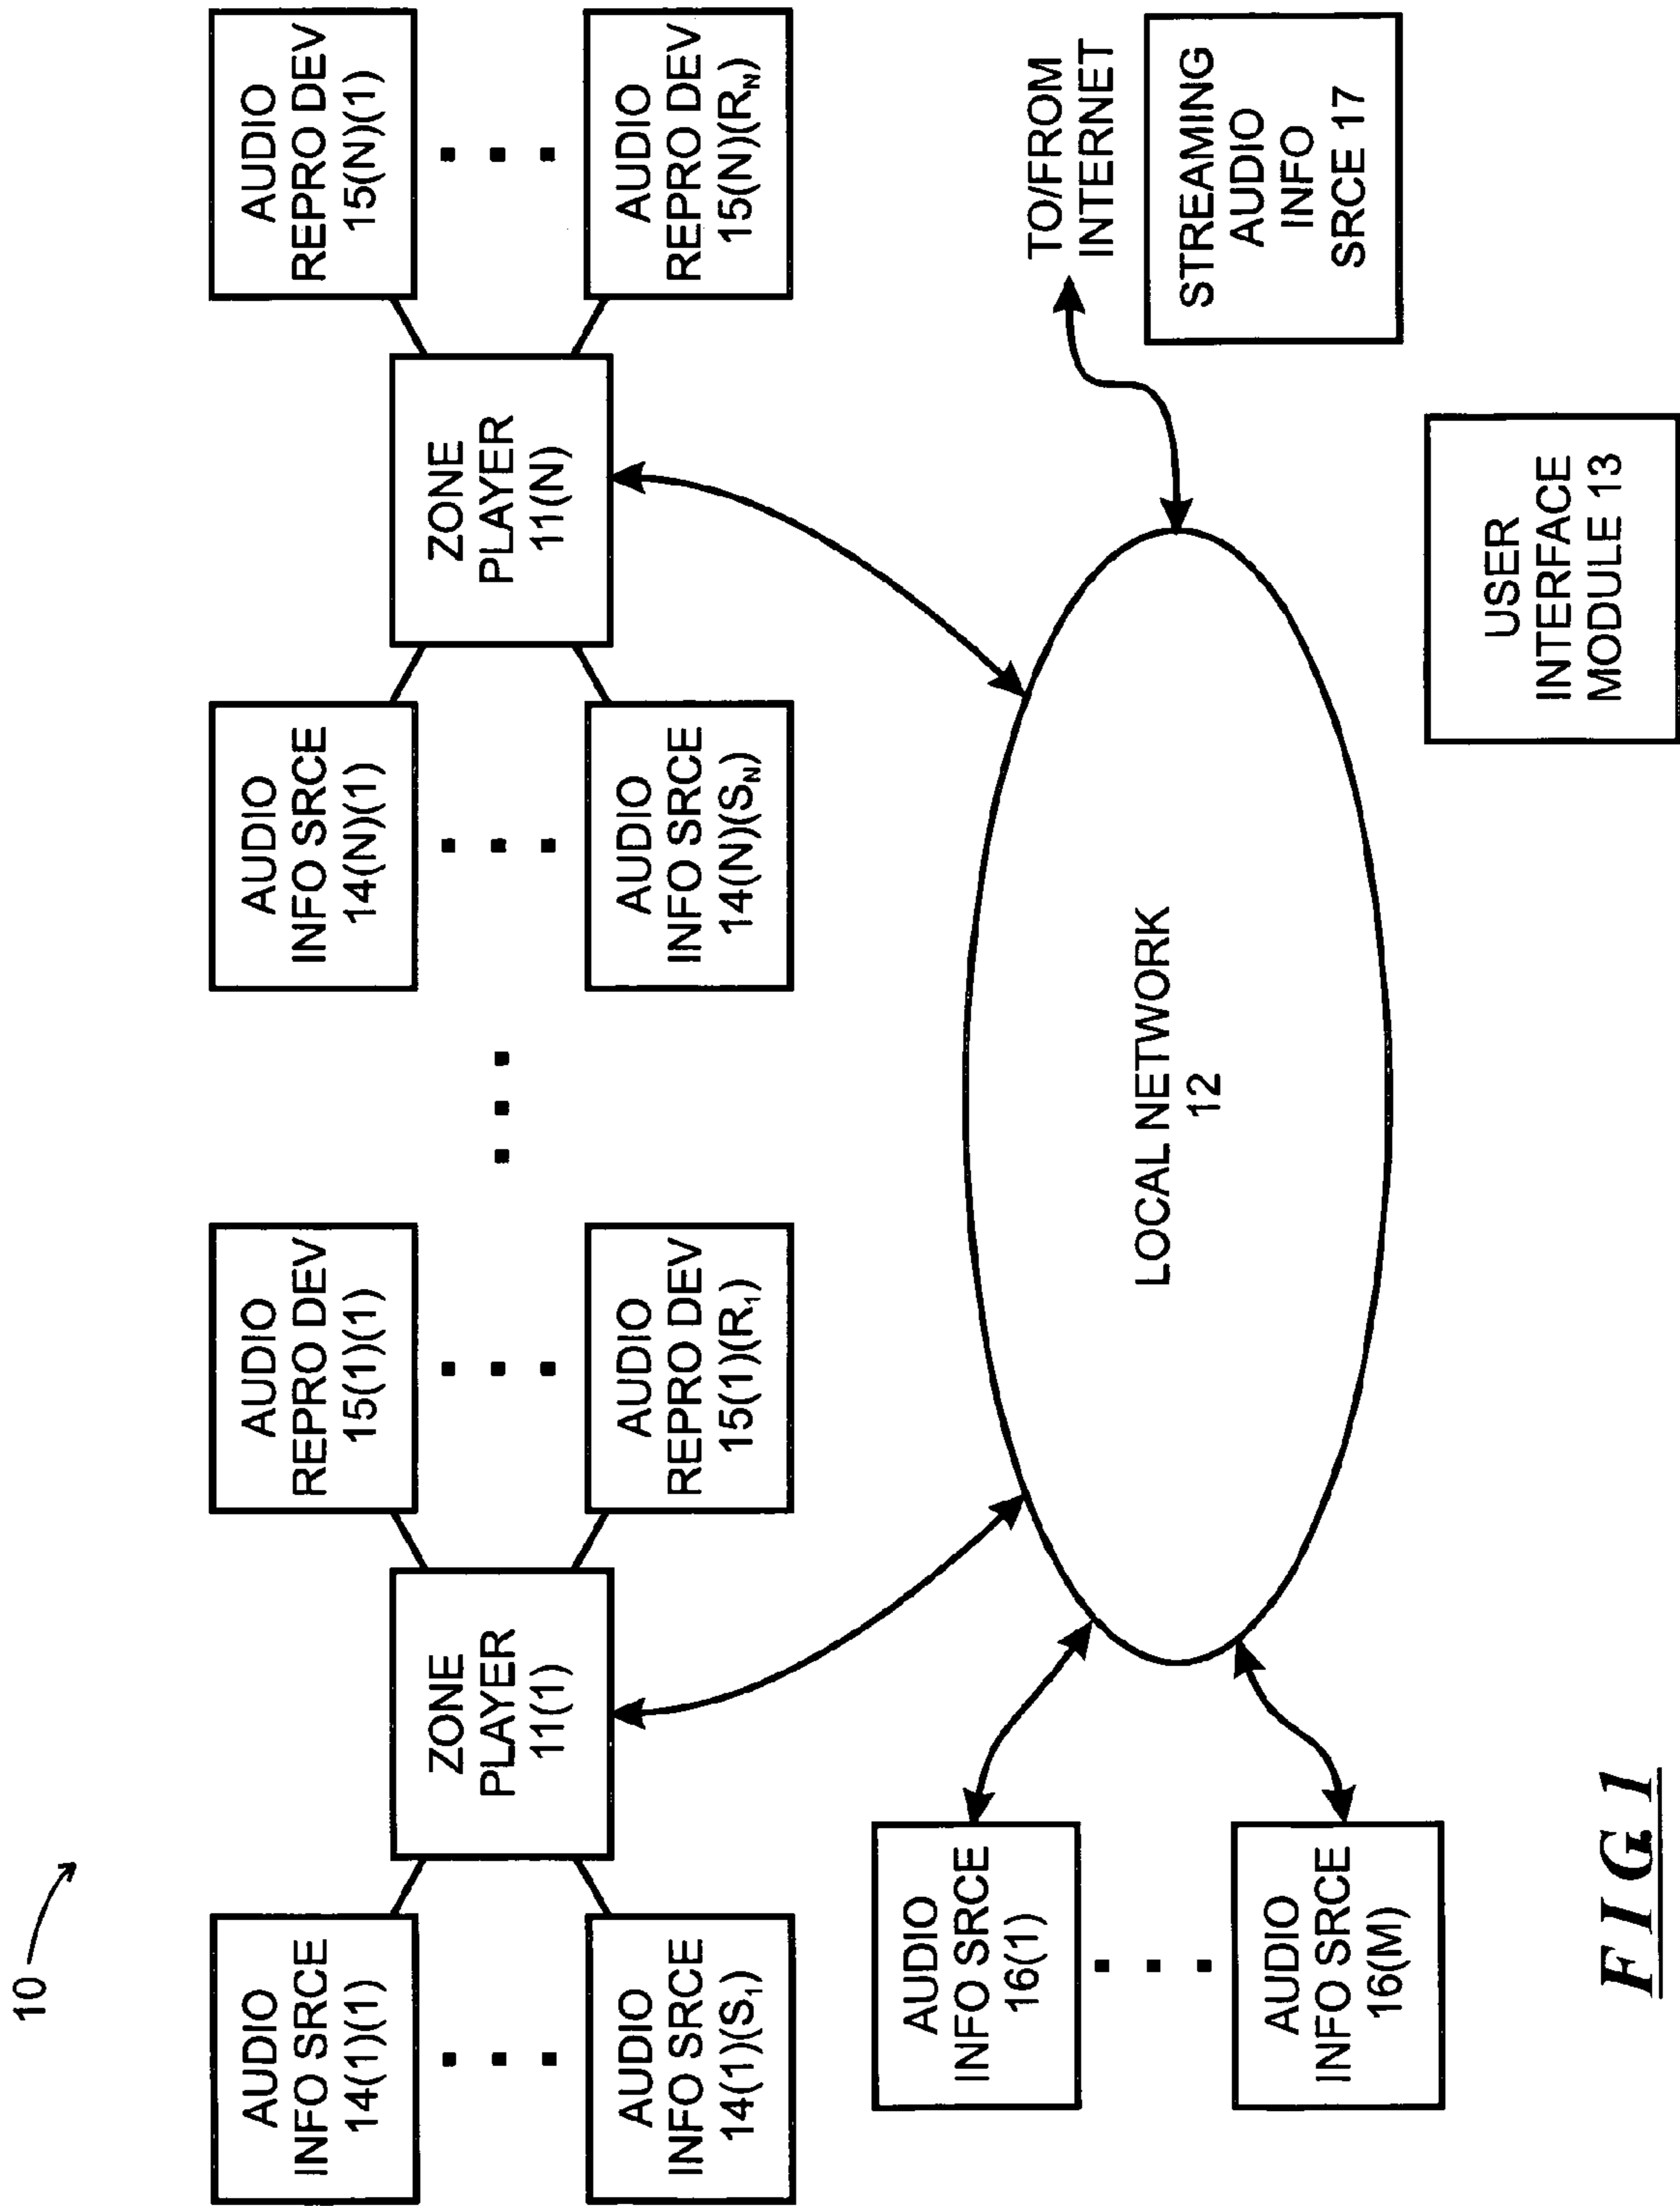 10
AUDIO
INFO SRCE
14(1)(1)
AUDIO
REPRO DEV
15(1)(1)
AUDIO
INFO SRCE
14(N)(1)
AUDIO
REPRO DEV
15(N)(1)
ZONE
PLAYER
11(1)
ZONE
PLAYER
11(N)
AUDIO
INFO SRCE
14(1)(S₁)
AUDIO
REPRO DEV
15(1)(R₁)
AUDIO
INFO SRCE
14(N)(Sₙ)
AUDIO
REPRO DEV
15(N)(Rₙ)
AUDIO
INFO SRCE
16(1)
LOCAL NETWORK
12
TO/FROM
INTERNET
AUDIO
INFO SRCE
16(M)
STREAMING
AUDIO
INFO
SRCE 17
USER
INTERFACE
MODULE 13
FIG. 1